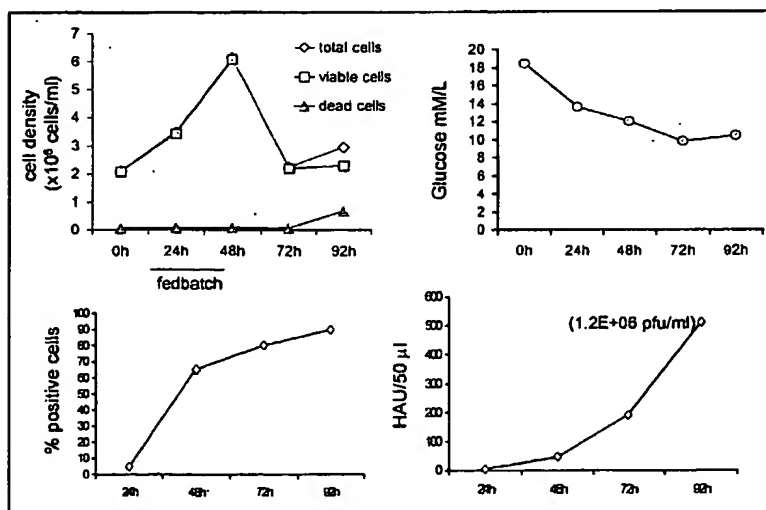 7
6
5
4
3
2
1
0
cell density
(x10⁶ cells/ml)
total cells
viable cells
dead cells
0h 24h 48h 72h 92h
fedbatch
20
18
16
14
12
10
8
6
4
2
0
Glucose mM/L
0h 24h 48h 72h 92h
100
90
80
70
60
50
40
30
20
10
0
% positive cells
24h 48h 72h 92h
600
500
400
300
200
100
0
HAU/50 µl
(1.2E+08 pfu/ml)
24h 48h 72h 92h